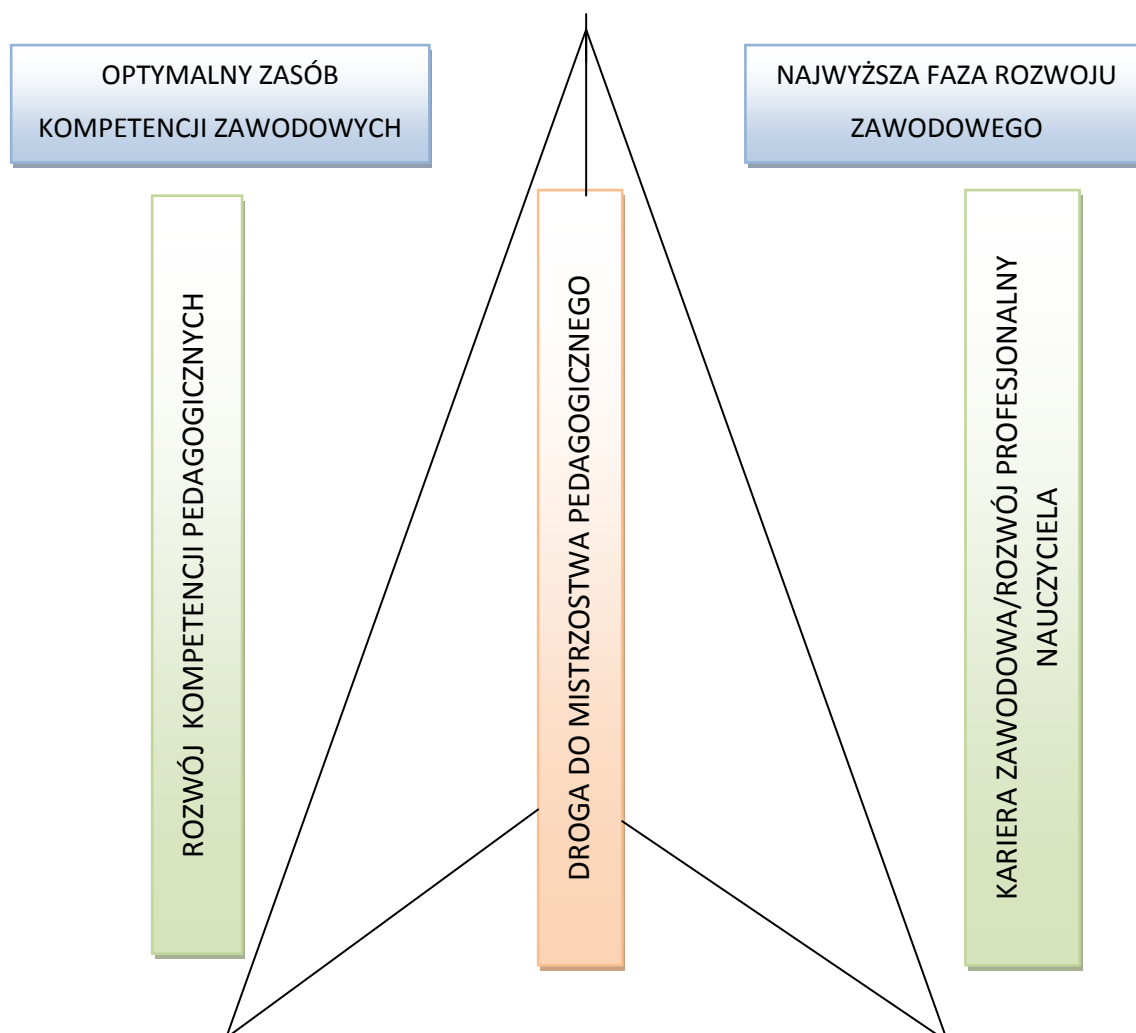 OPTYMALNY ZASÓB
KOMPETENCJI ZAWODOWYCH
NAJWYŻSZA FAZA ROZWOJU
ZAWODOWEGO
ROZWÓJ KOMPETENCJI PEDAGOGICZNYCH
DROGA DO MISTRZOSTWA PEDAGOGICZNEGO
KARIERA ZAWODOWA/ROZWÓJ PROFESJONALNY
NAUCZYCIELA